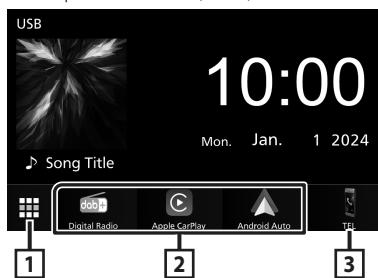 USB
10:00
Mon. Jan. 1 2024
♪ Song Title
dab+
Digital Radio
Apple CarPlay
Android Auto
TEL
1
2
3